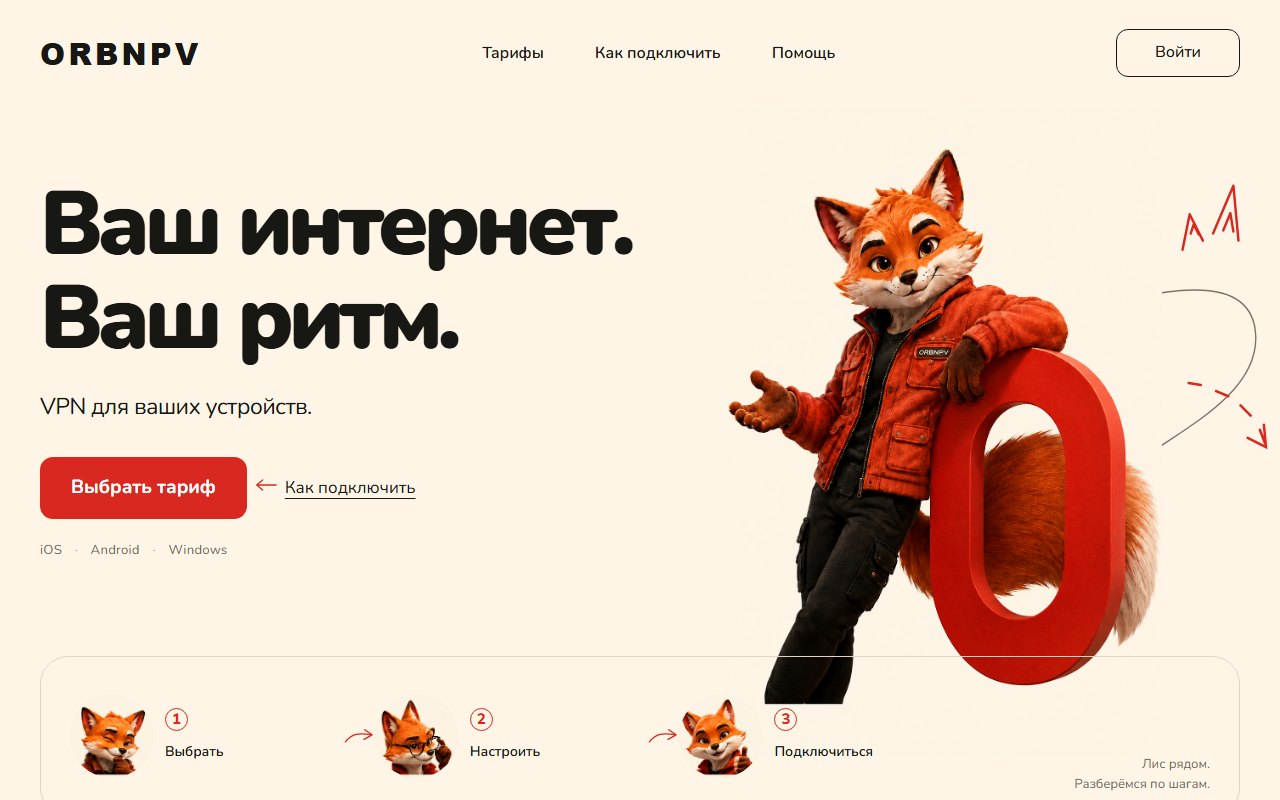 ORBNPV
Тарифы
Как подключить
Помощь
Войти
Ваш интернет.
Ваш ритм.
VPN для ваших устройств.
Выбрать тариф
Как подключить
iOS · Android · Windows
ORBNPV
1
Выбрать
2
Настроить
3
Подключиться
Лис рядом.
Разберёмся по шагам.